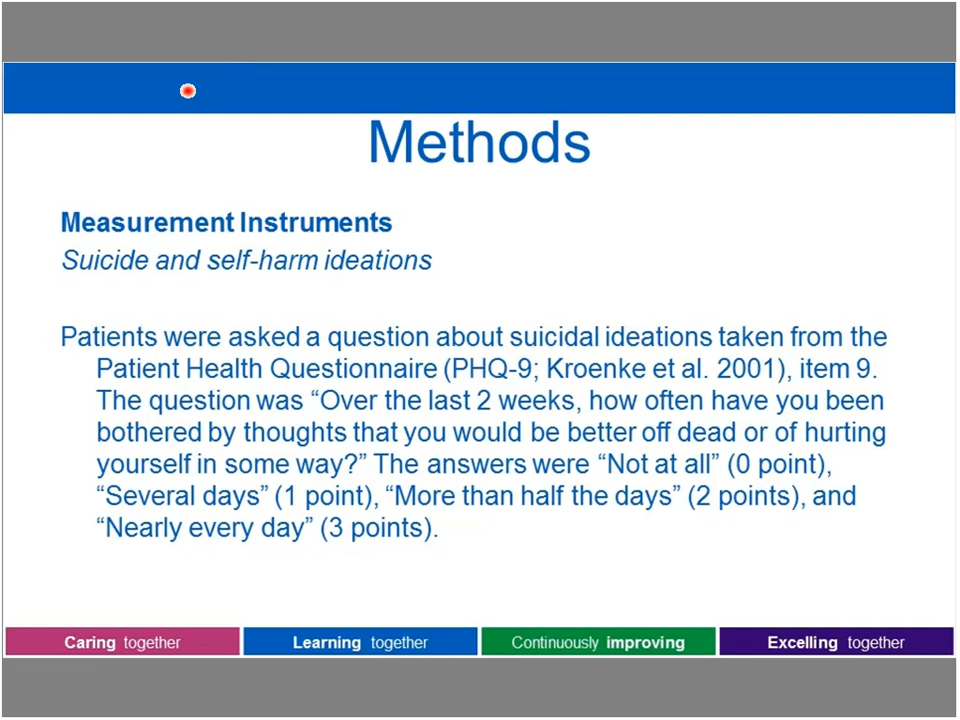 Methods
Measurement Instruments
Suicide and self-harm ideations
Patients were asked a question about suicidal ideations taken from the
Patient Health Questionnaire (PHQ-9; Kroenke et al. 2001), item 9.
The question was “Over the last 2 weeks, how often have you been
bothered by thoughts that you would be better off dead or of hurting
yourself in some way?” The answers were “Not at all” (0 point),
“Several days” (1 point), “More than half the days” (2 points), and
“Nearly every day” (3 points).
Caring together Learning together Continuously improving Excelling together